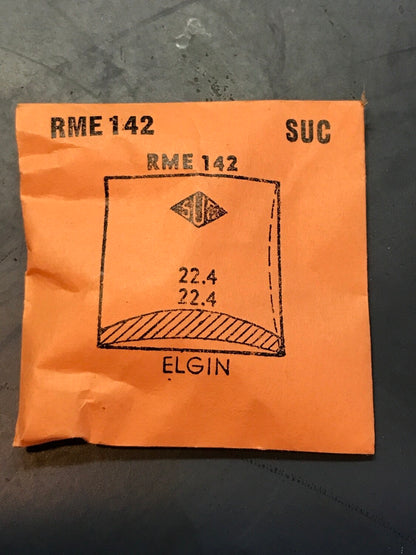 RME 142 SUC
RME 142
SUC
22.4
22.4
ELGIN